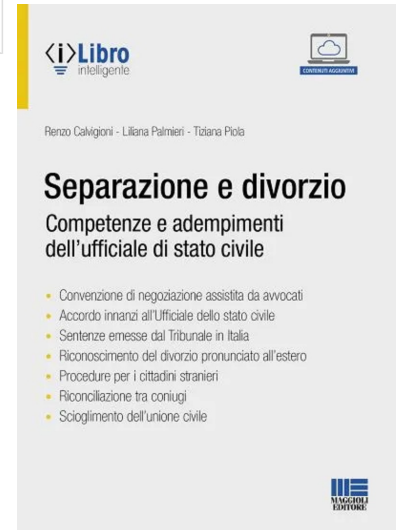 <i> Libro
intelligente
CONTENUTI AGGIUNTIVI
Renzo Calvigioni - Liliana Palmieri - Tiziana Piola
Separazione e divorzio
Competenze e adempimenti
dell'ufficiale di stato civile
• Convenzione di negoziazione assistita da avvocati
• Accordo innanzi all'Ufficiale dello stato civile
• Sentenze emesse dal Tribunale in Italia
• Riconoscimento del divorzio pronunciato all'estero
• Procedure per i cittadini stranieri
• Riconciliazione tra coniugi
• Scioglimento dell'unione civile
MAGGIOLI
EDITORE